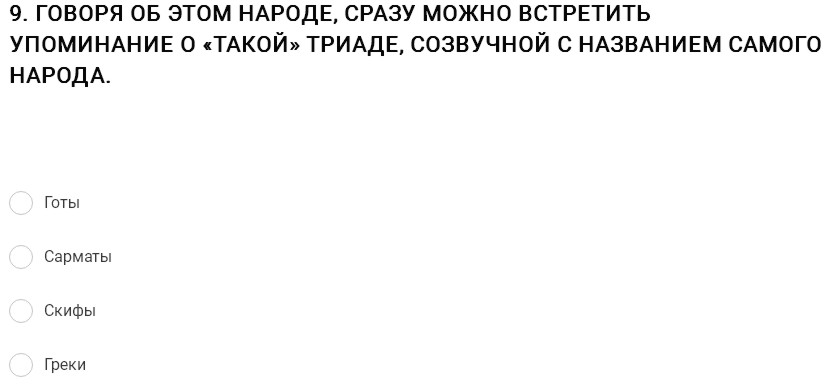 9. ГОВОРЯ ОБ ЭТОМ НАРОДЕ, СРАЗУ МОЖНО ВСТРЕТИТЬ
УПОМИНАНИЕ О «ТАКОЙ» ТРИАДЕ, СОЗВУЧНОЙ С НАЗВАНИЕМ САМОГО
НАРОДА.
Готы
Сарматы
Скифы
Греки